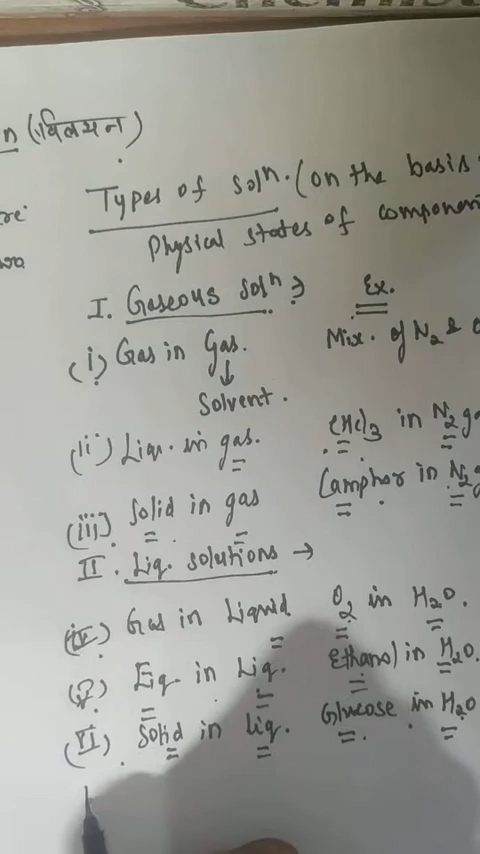 n (विलयन)
Types of solⁿ. (on the basis
Physical states of componen
I. Gaseous solⁿ → Ex.
(i) Gas in Gas. Mix. of N₂ &
↓
Solvent.
(ii) Liq. in gas. CHCl₃ in N₂ ga
(iii) Solid in gas Camphor in N₂ g
II. Liq. solutions →
(iv) Gas in Liquid O₂ in H₂O.
(v) Liq. in Liq. Ethanol in H₂O.
(VI). Solid in liq. Glucose in H₂O